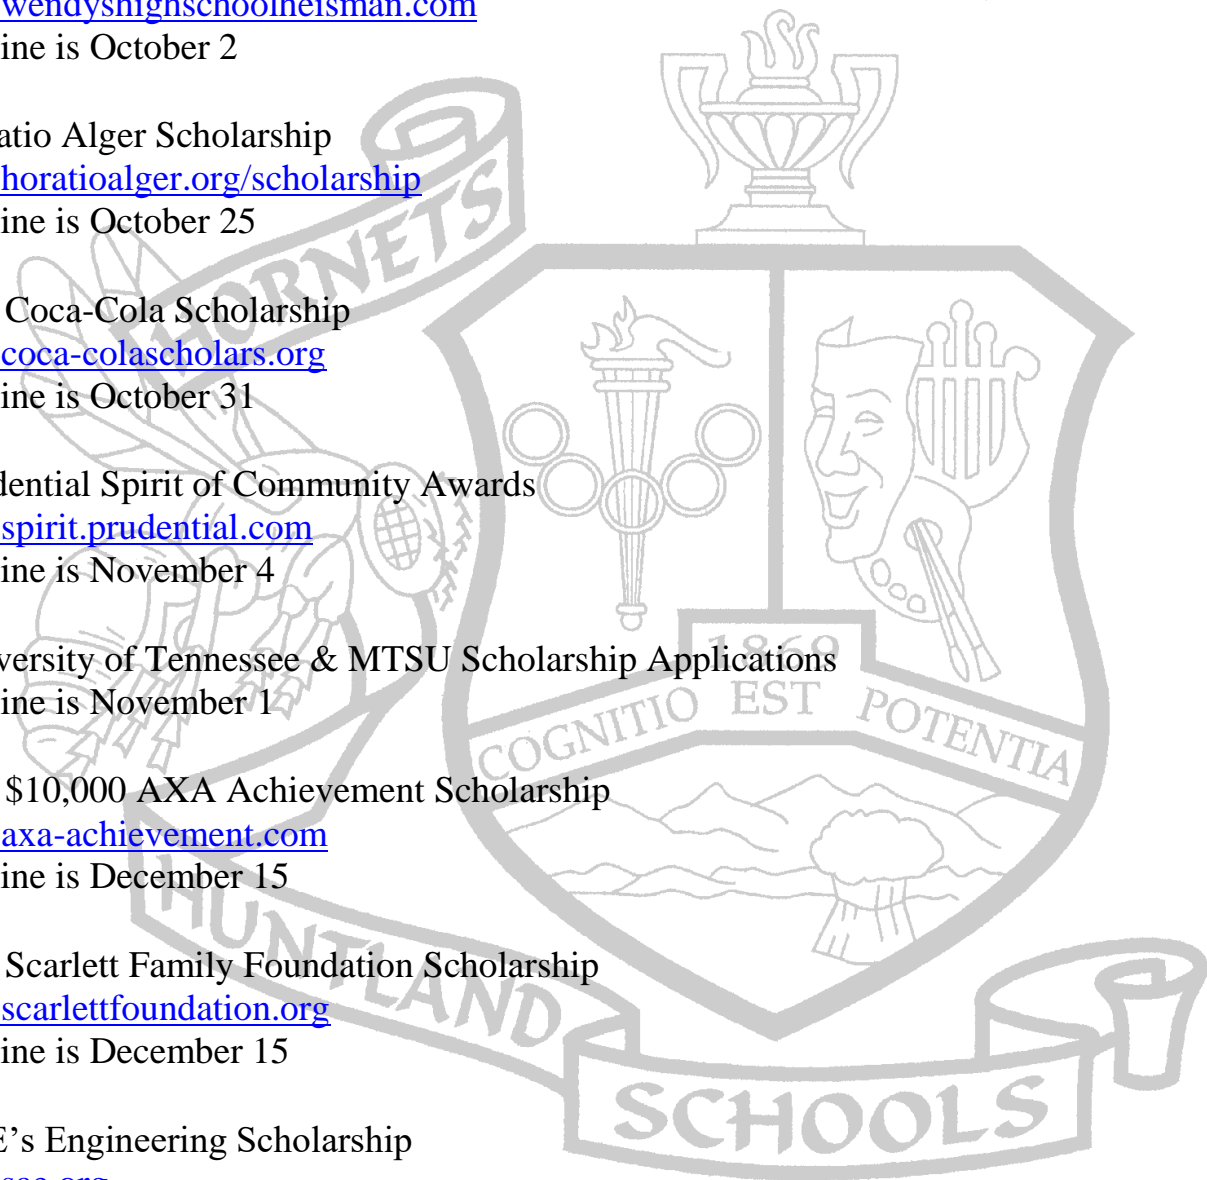 wendyshighschoolheisman.com
ine is October 2
atio Alger Scholarship
horatioalger.org/scholarship
ine is October 25
Coca-Cola Scholarship
coca-colascholars.org
ine is October 31
dential Spirit of Community Awards
spirit.prudential.com
ine is November 4
versity of Tennessee & MTSU Scholarship Applications
ine is November 1
$10,000 AXA Achievement Scholarship
axa-achievement.com
ine is December 15
Scarlett Family Foundation Scholarship
scarlettfoundation.org
ine is December 15
E’s Engineering Scholarship
HORNETS
1869
COGNITIO EST POTENTIA
HUNTLAND
SCHOOLS